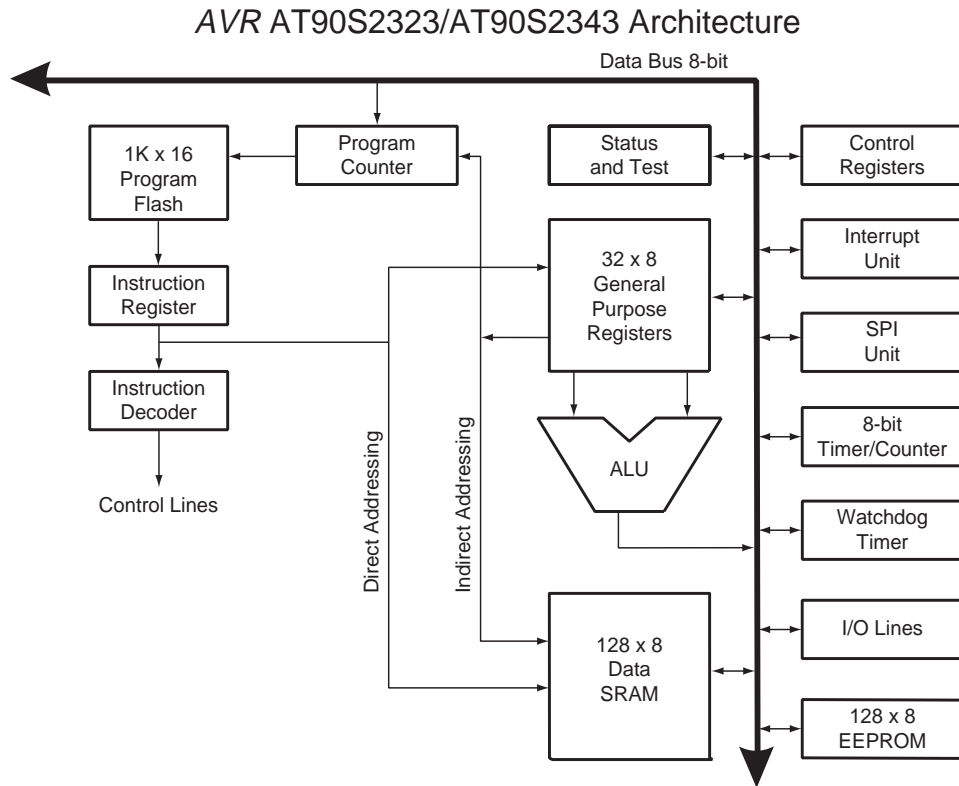 AVR AT90S2323/AT90S2343 Architecture
Data Bus 8-bit
1K x 16
Program
Flash
Program
Counter
Status
and Test
Control
Registers
Interrupt
Unit
32 x 8
General
Purpose
Registers
Instruction
Register
SPI
Unit
Instruction
Decoder
8-bit
Timer/Counter
ALU
Control Lines
Direct Addressing
Indirect Addressing
Watchdog
Timer
I/O Lines
128 x 8
Data
SRAM
128 x 8
EEPROM